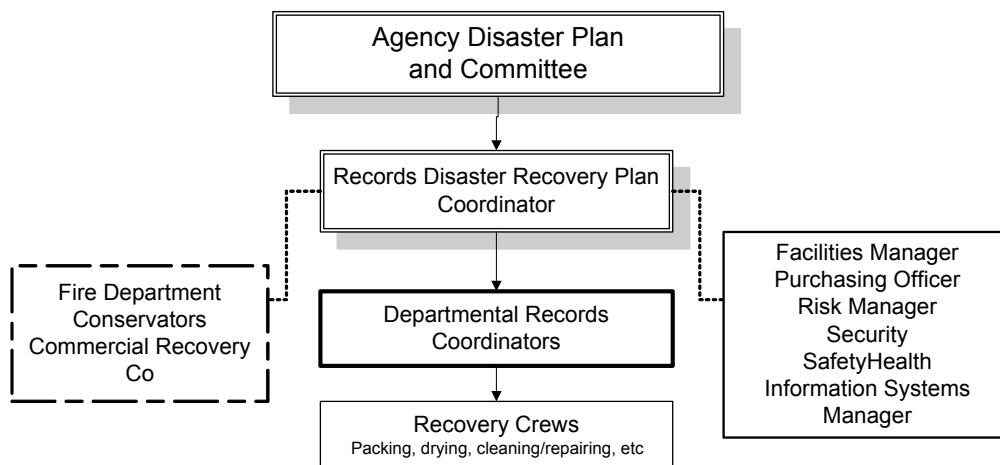 Agency Disaster Plan
and Committee
Records Disaster Recovery Plan
Coordinator
Fire Department
Conservators
Commercial Recovery
Co
Departmental Records
Coordinators
Facilities Manager
Purchasing Officer
Risk Manager
Security
SafetyHealth
Information Systems
Manager
Recovery Crews
Packing, drying, cleaning/repairing, etc